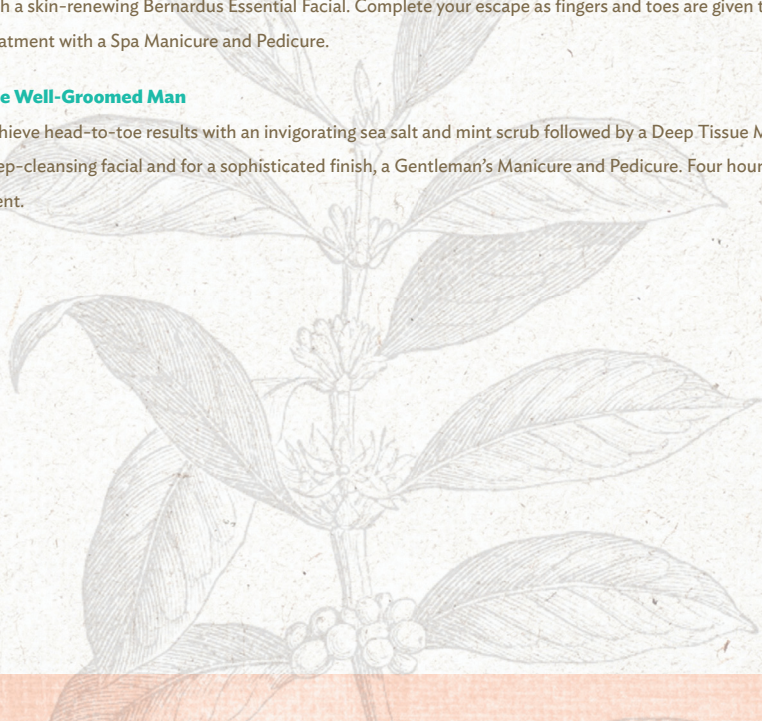 h a skin-renewing Bernardus Essential Facial. Complete your escape as fingers and toes are given t
atment with a Spa Manicure and Pedicure.
e Well-Groomed Man
hieve head-to-toe results with an invigorating sea salt and mint scrub followed by a Deep Tissue M
ep-cleansing facial and for a sophisticated finish, a Gentleman’s Manicure and Pedicure. Four hour
ent.